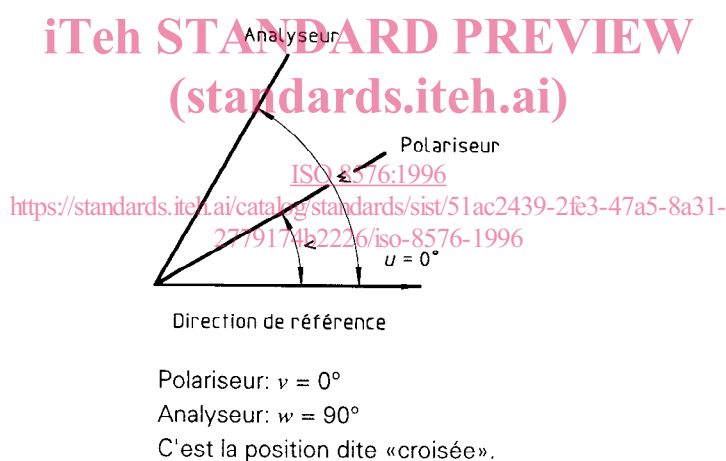 iTeh STANDARD PREVIEW
Analyseur
(standards.iteh.ai)
Polariseur
w
ISO 8576:1996
https://standards.iteh.ai/catalog/standards/sist/51ac2439-2fe3-47a5-8a31-
2779174b2226/iso-8576-1996
v
u = 0°
Direction de référence
Polariseur: v = 0°
Analyseur: w = 90°
C'est la position dite «croisée».